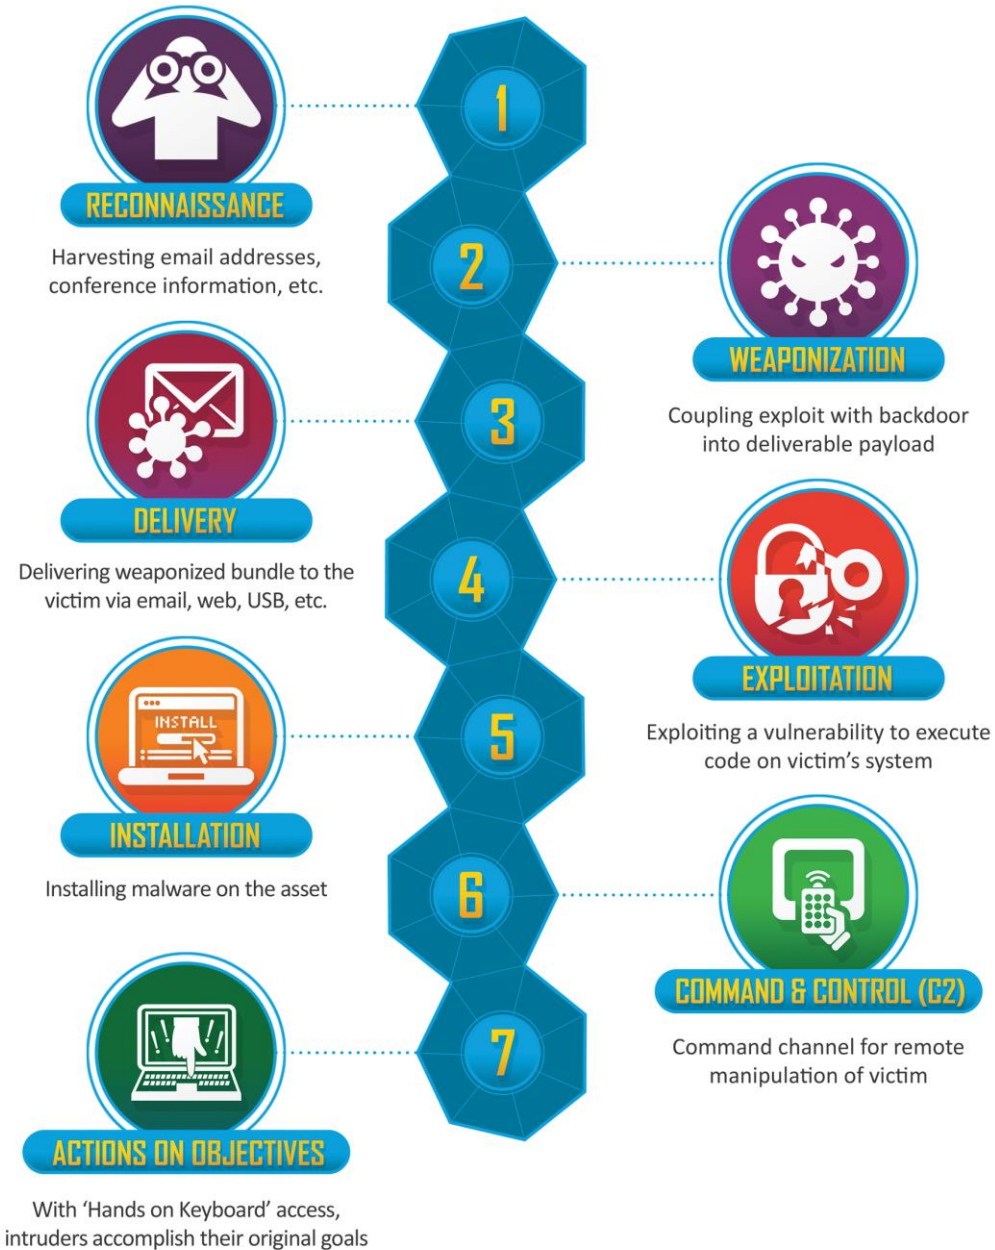 1
RECONNAISSANCE
Harvesting email addresses,
conference information, etc.
2
WEAPONIZATION
Coupling exploit with backdoor
into deliverable payload
3
DELIVERY
Delivering weaponized bundle to the
victim via email, web, USB, etc.
4
EXPLOITATION
Exploiting a vulnerability to execute
code on victim’s system
5
INSTALL
INSTALLATION
Installing malware on the asset
6
COMMAND & CONTROL (C2)
Command channel for remote
manipulation of victim
7
ACTIONS ON OBJECTIVES
With ‘Hands on Keyboard’ access,
intruders accomplish their original goals